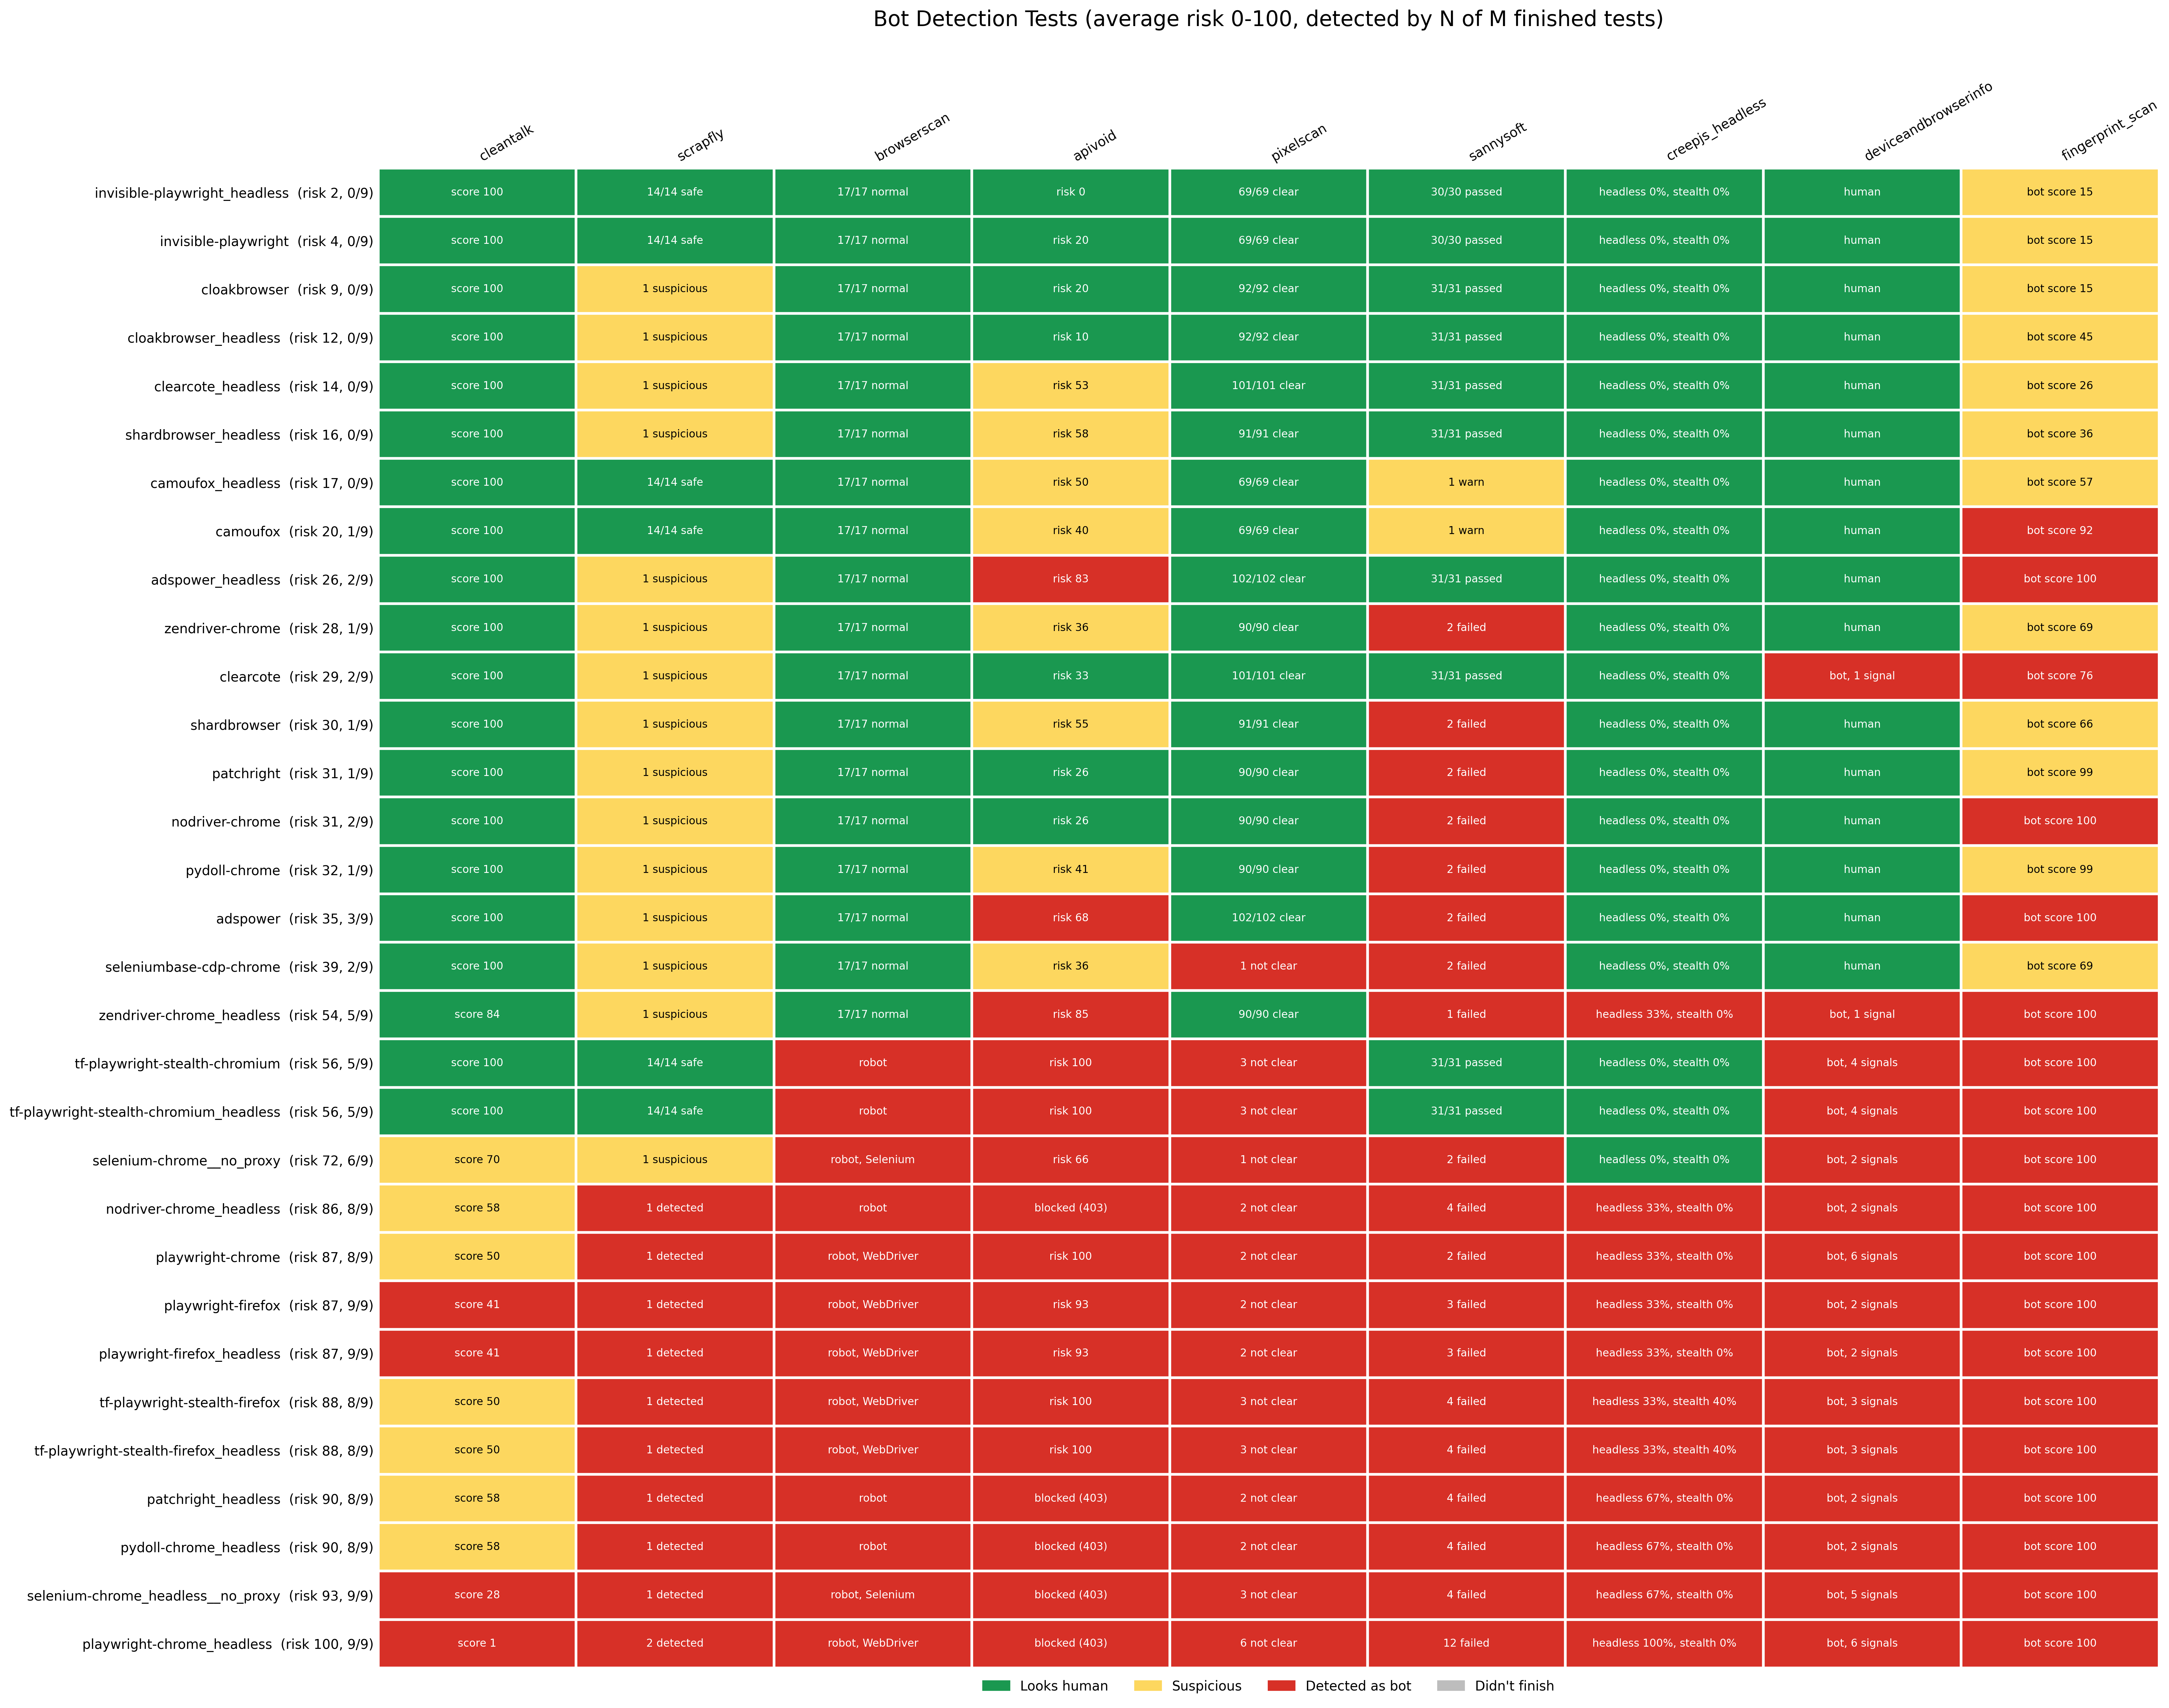 Bot Detection Tests (average risk 0-100, detected by N of M finished tests)
cleantalk scrapfly browserscan apivoid pixelscan sannysoft creepjs_headless deviceandbrowserinfo fingerprint_scan
invisible-playwright_headless (risk 2, 0/9) score 100 14/14 safe 17/17 normal risk 0 69/69 clear 30/30 passed headless 0%, stealth 0% human bot score 15
invisible-playwright (risk 4, 0/9) score 100 14/14 safe 17/17 normal risk 20 69/69 clear 30/30 passed headless 0%, stealth 0% human bot score 15
cloakbrowser (risk 9, 0/9) score 100 1 suspicious 17/17 normal risk 20 92/92 clear 31/31 passed headless 0%, stealth 0% human bot score 15
cloakbrowser_headless (risk 12, 0/9) score 100 1 suspicious 17/17 normal risk 10 92/92 clear 31/31 passed headless 0%, stealth 0% human bot score 45
clearcote_headless (risk 14, 0/9) score 100 1 suspicious 17/17 normal risk 53 101/101 clear 31/31 passed headless 0%, stealth 0% human bot score 26
shardbrowser_headless (risk 16, 0/9) score 100 1 suspicious 17/17 normal risk 58 91/91 clear 31/31 passed headless 0%, stealth 0% human bot score 36
camoufox_headless (risk 17, 0/9) score 100 14/14 safe 17/17 normal risk 50 69/69 clear 1 warn headless 0%, stealth 0% human bot score 57
camoufox (risk 20, 1/9) score 100 14/14 safe 17/17 normal risk 40 69/69 clear 1 warn headless 0%, stealth 0% human bot score 92
adspower_headless (risk 26, 2/9) score 100 1 suspicious 17/17 normal risk 83 102/102 clear 31/31 passed headless 0%, stealth 0% human bot score 100
zendriver-chrome (risk 28, 1/9) score 100 1 suspicious 17/17 normal risk 36 90/90 clear 2 failed headless 0%, stealth 0% human bot score 69
clearcote (risk 29, 2/9) score 100 1 suspicious 17/17 normal risk 33 101/101 clear 31/31 passed headless 0%, stealth 0% bot, 1 signal bot score 76
shardbrowser (risk 30, 1/9) score 100 1 suspicious 17/17 normal risk 55 91/91 clear 2 failed headless 0%, stealth 0% human bot score 66
patchright (risk 31, 1/9) score 100 1 suspicious 17/17 normal risk 26 90/90 clear 2 failed headless 0%, stealth 0% human bot score 99
nodriver-chrome (risk 31, 2/9) score 100 1 suspicious 17/17 normal risk 26 90/90 clear 2 failed headless 0%, stealth 0% human bot score 100
pydoll-chrome (risk 32, 1/9) score 100 1 suspicious 17/17 normal risk 41 90/90 clear 2 failed headless 0%, stealth 0% human bot score 99
adspower (risk 35, 3/9) score 100 1 suspicious 17/17 normal risk 68 102/102 clear 2 failed headless 0%, stealth 0% human bot score 100
seleniumbase-cdp-chrome (risk 39, 2/9) score 100 1 suspicious 17/17 normal risk 36 1 not clear 2 failed headless 0%, stealth 0% human bot score 69
zendriver-chrome_headless (risk 54, 5/9) score 84 1 suspicious 17/17 normal risk 85 90/90 clear 1 failed headless 33%, stealth 0% bot, 1 signal bot score 100
tf-playwright-stealth-chromium (risk 56, 5/9) score 100 14/14 safe robot risk 100 3 not clear 31/31 passed headless 0%, stealth 0% bot, 4 signals bot score 100
tf-playwright-stealth-chromium_headless (risk 56, 5/9) score 100 14/14 safe robot risk 100 3 not clear 31/31 passed headless 0%, stealth 0% bot, 4 signals bot score 100
selenium-chrome__no_proxy (risk 72, 6/9) score 70 1 suspicious robot, Selenium risk 66 1 not clear 2 failed headless 0%, stealth 0% bot, 2 signals bot score 100
nodriver-chrome_headless (risk 86, 8/9) score 58 1 detected robot blocked (403) 2 not clear 4 failed headless 33%, stealth 0% bot, 2 signals bot score 100
playwright-chrome (risk 87, 8/9) score 50 1 detected robot, WebDriver risk 100 2 not clear 2 failed headless 33%, stealth 0% bot, 6 signals bot score 100
playwright-firefox (risk 87, 9/9) score 41 1 detected robot, WebDriver risk 93 2 not clear 3 failed headless 33%, stealth 0% bot, 2 signals bot score 100
playwright-firefox_headless (risk 87, 9/9) score 41 1 detected robot, WebDriver risk 93 2 not clear 3 failed headless 33%, stealth 0% bot, 2 signals bot score 100
tf-playwright-stealth-firefox (risk 88, 8/9) score 50 1 detected robot, WebDriver risk 100 3 not clear 4 failed headless 33%, stealth 40% bot, 3 signals bot score 100
tf-playwright-stealth-firefox_headless (risk 88, 8/9) score 50 1 detected robot, WebDriver risk 100 3 not clear 4 failed headless 33%, stealth 40% bot, 3 signals bot score 100
patchright_headless (risk 90, 8/9) score 58 1 detected robot blocked (403) 2 not clear 4 failed headless 67%, stealth 0% bot, 2 signals bot score 100
pydoll-chrome_headless (risk 90, 8/9) score 58 1 detected robot blocked (403) 2 not clear 4 failed headless 67%, stealth 0% bot, 2 signals bot score 100
selenium-chrome_headless__no_proxy (risk 93, 9/9) score 28 1 detected robot, Selenium blocked (403) 3 not clear 4 failed headless 67%, stealth 0% bot, 5 signals bot score 100
playwright-chrome_headless (risk 100, 9/9) score 1 2 detected robot, WebDriver blocked (403) 6 not clear 12 failed headless 100%, stealth 0% bot, 6 signals bot score 100
Looks human Suspicious Detected as bot Didn't finish